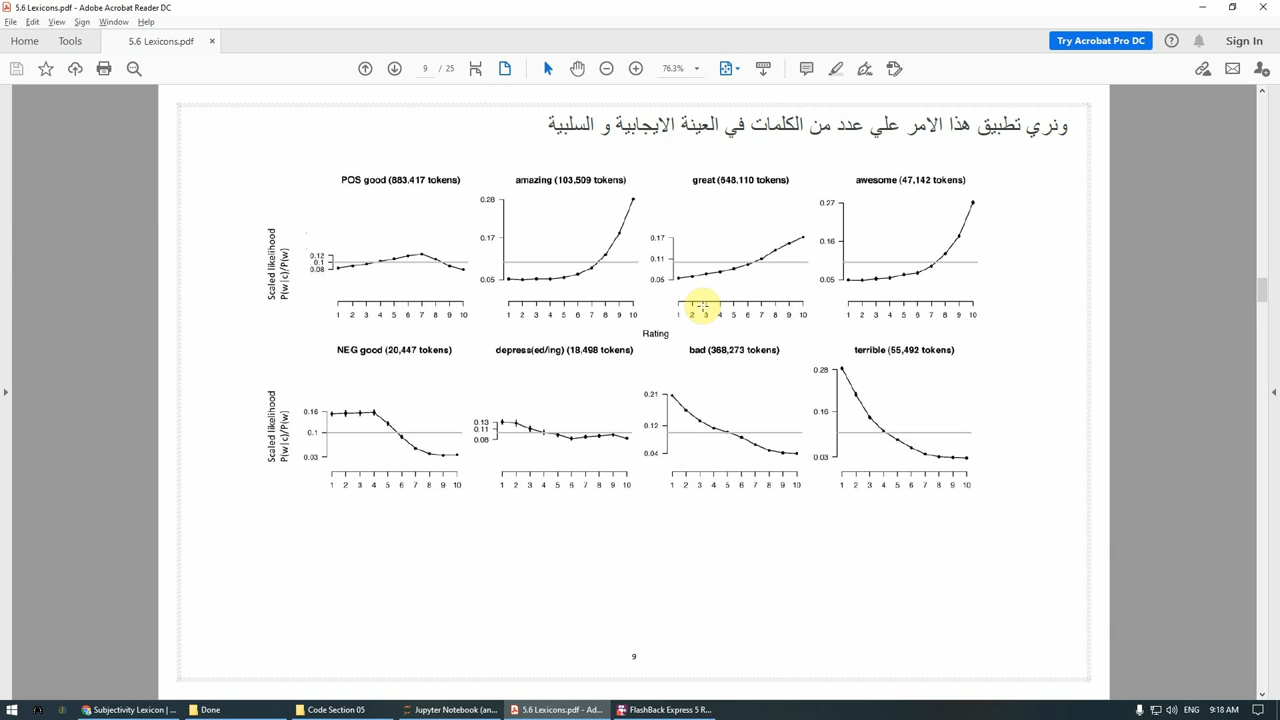 5.6 Lexicons.pdf - Adobe Acrobat Reader DC
File Edit View Sign Window Help
Home Tools 5.6 Lexicons.pdf × Try Acrobat Pro DC Sign In
9 / 25 76.3%
ونري تطبيق هذا الامر علي عدد من الكلمات في العينة الايجابية و السلبية
POS good (883,417 tokens) amazing (103,509 tokens) great (648,110 tokens) awesome (47,142 tokens)
Scaled likelihood
P(w|c)/P(w)
0.12
0.1
0.08
1 2 3 4 5 6 7 8 9 10
0.28
0.17
0.05
1 2 3 4 5 6 7 8 9 10
0.17
0.11
0.06
1 2 3 4 5 6 7 8 9 10
0.27
0.16
0.05
1 2 3 4 5 6 7 8 9 10
Rating
NEG good (20,447 tokens) depress(ed/ing) (18,498 tokens) bad (368,273 tokens) terrible (55,492 tokens)
Scaled likelihood
P(w|c)/P(w)
0.16
0.1
0.03
1 2 3 4 5 6 7 8 9 10
0.13
0.11
0.08
1 2 3 4 5 6 7 8 9 10
0.21
0.12
0.04
1 2 3 4 5 6 7 8 9 10
0.28
0.16
0.03
1 2 3 4 5 6 7 8 9 10
9
Subjectivity Lexicon | ... Done Code Section 05 Jupyter Notebook (an... 5.6 Lexicons.pdf - Ad... FlashBack Express 5 R... 9:18 AM